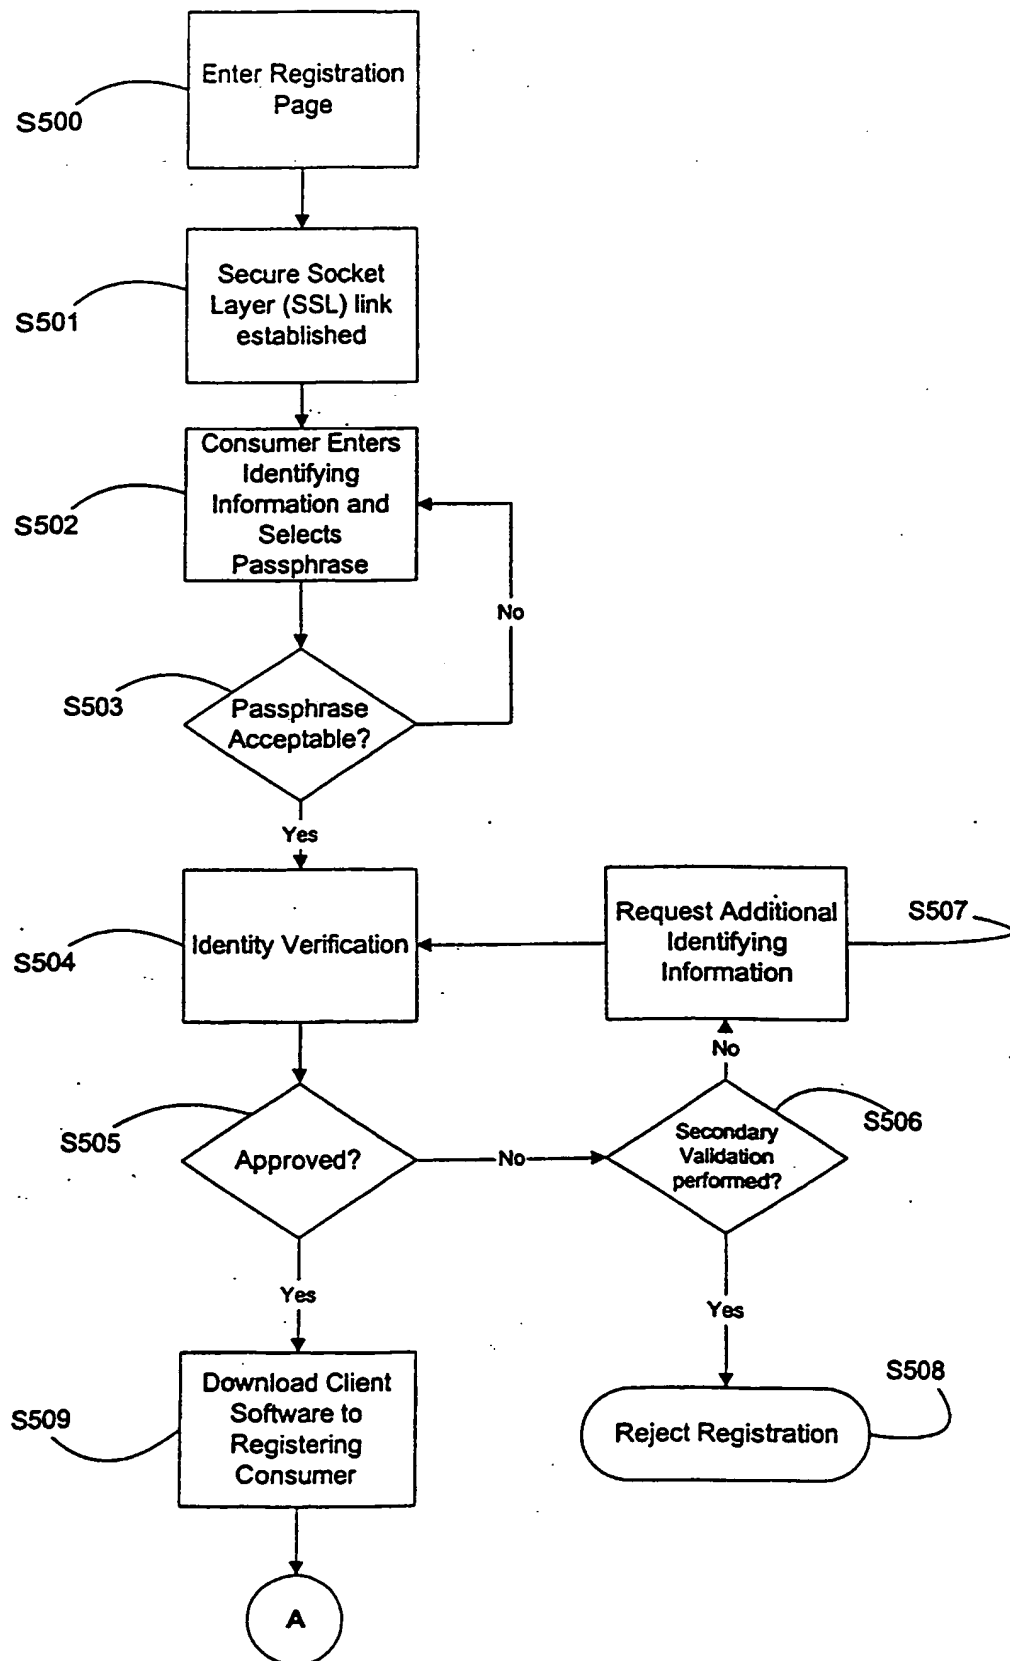 Enter Registration
Page
S500
Secure Socket
Layer (SSL) link
established
S501
Consumer Enters
Identifying
Information and
Selects
Passphrase
S502
No
S503
Passphrase
Acceptable?
Yes
Identity Verification
S504
Request Additional
Identifying
Information
S507
No
S505
Approved?
No
Secondary
Validation
performed?
S506
Yes
Yes
Download Client
Software to
Registering
Consumer
S509
Reject Registration
S508
A